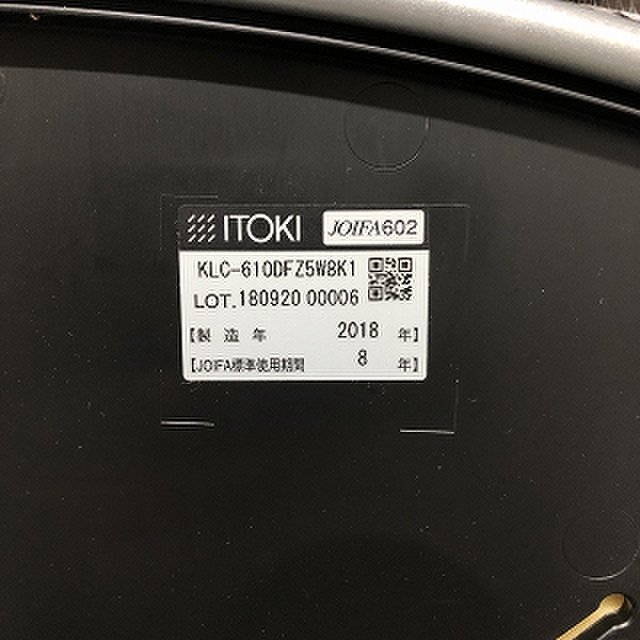 ITOKI JOIFA602
KLC-610DFZ5W8K1
LOT.180920 00006
【製造年 2018 年】
【JOIFA標準使用期間 8 年】